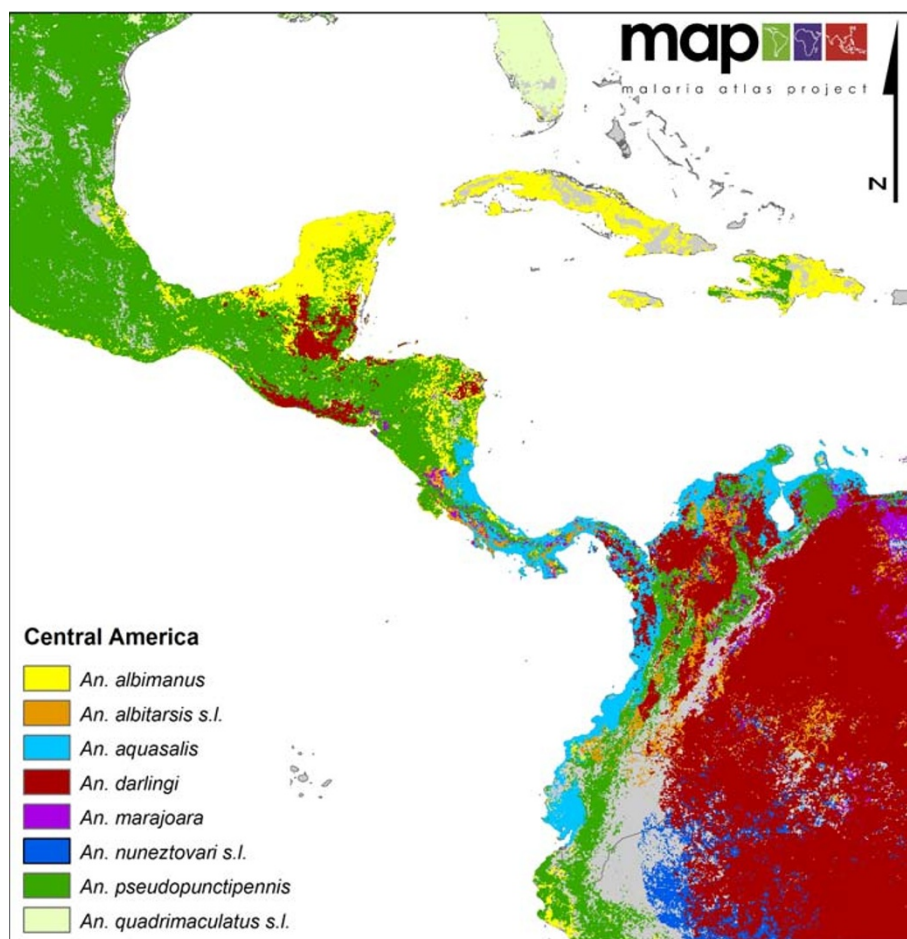 map
malaria atlas project
N
Central America
An. albimanus
An. albitarsis s.l.
An. aquasalis
An. darlingi
An. marajoara
An. nuneztovari s.l.
An. pseudopunctipennis
An. quadrimaculatus s.l.